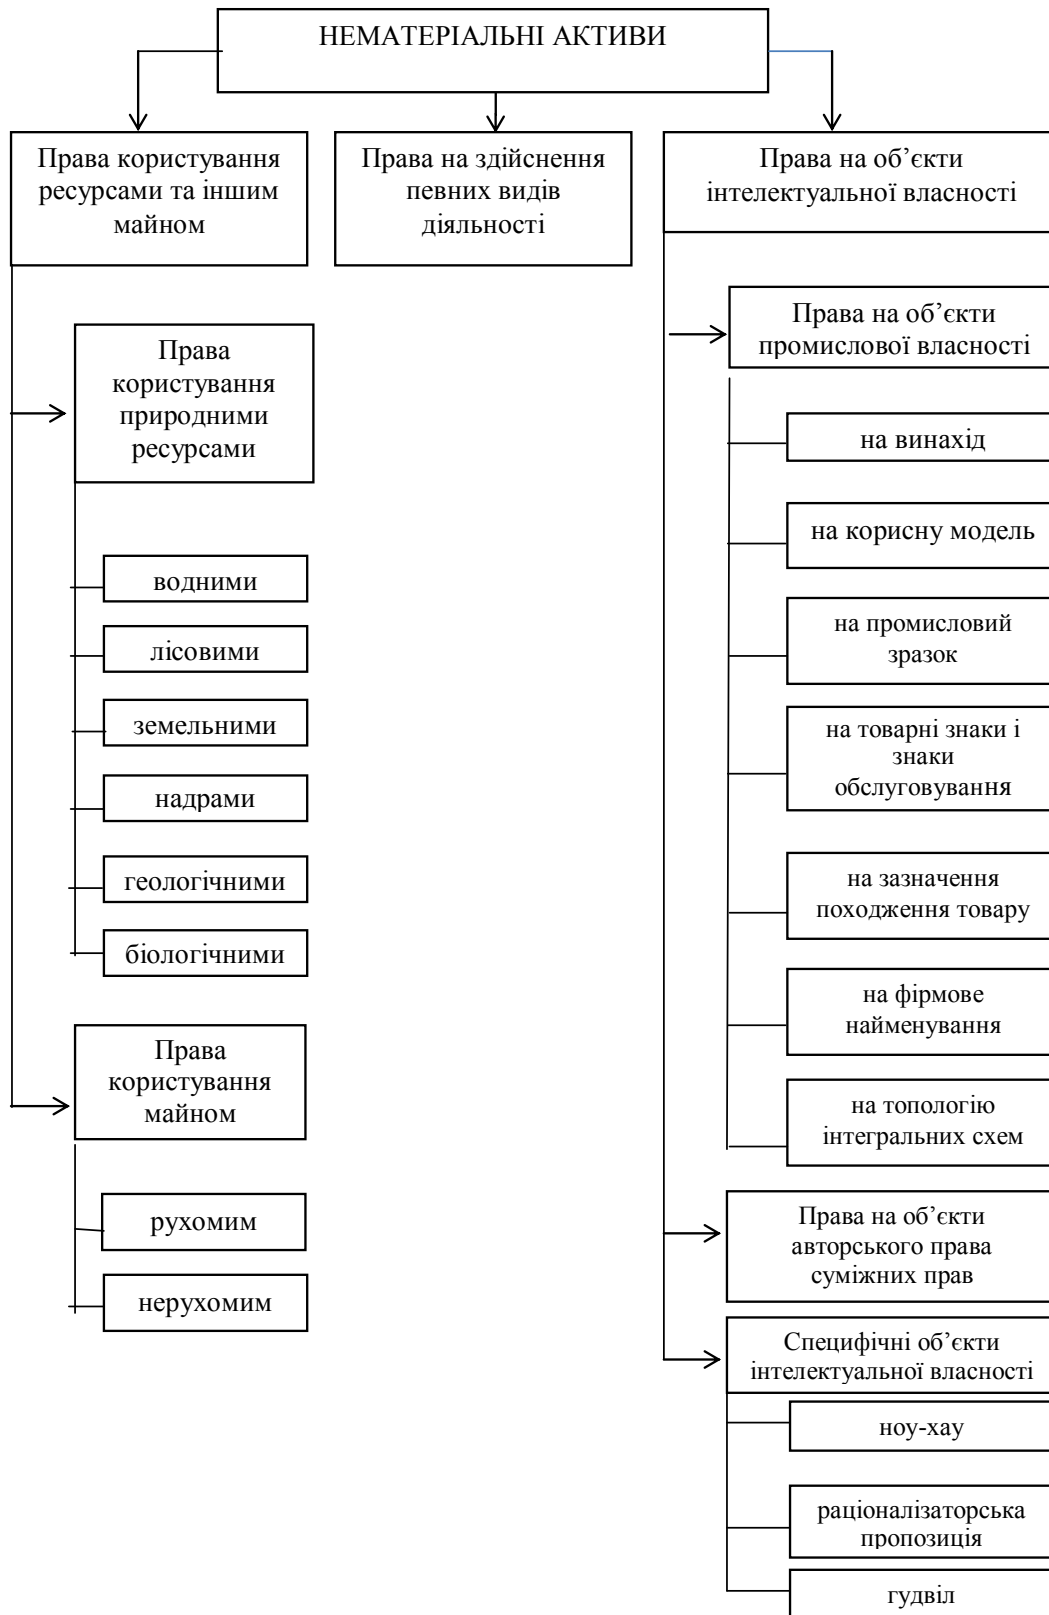 НЕМАТЕРІАЛЬНІ АКТИВИ
Права користування
ресурсами та іншим
майном
Права користування
природними
ресурсами
водними
лісовими
земельними
надрами
геологічними
біологічними
Права
користування
майном
рухомим
нерухомим
Права на здійснення
певних видів
діяльності
Права на об’єкти
інтелектуальної власності
Права на об’єкти
промислової власності
на винахід
на корисну модель
на промисловий
зразок
на товарні знаки і
знаки
обслуговування
на зазначення
походження товару
на фірмове
найменування
на топологію
інтегральних схем
Права на об’єкти
авторського права
суміжних прав
Специфічні об’єкти
інтелектуальної власності
ноу-хау
раціоналізаторська
пропозиція
гудвіл